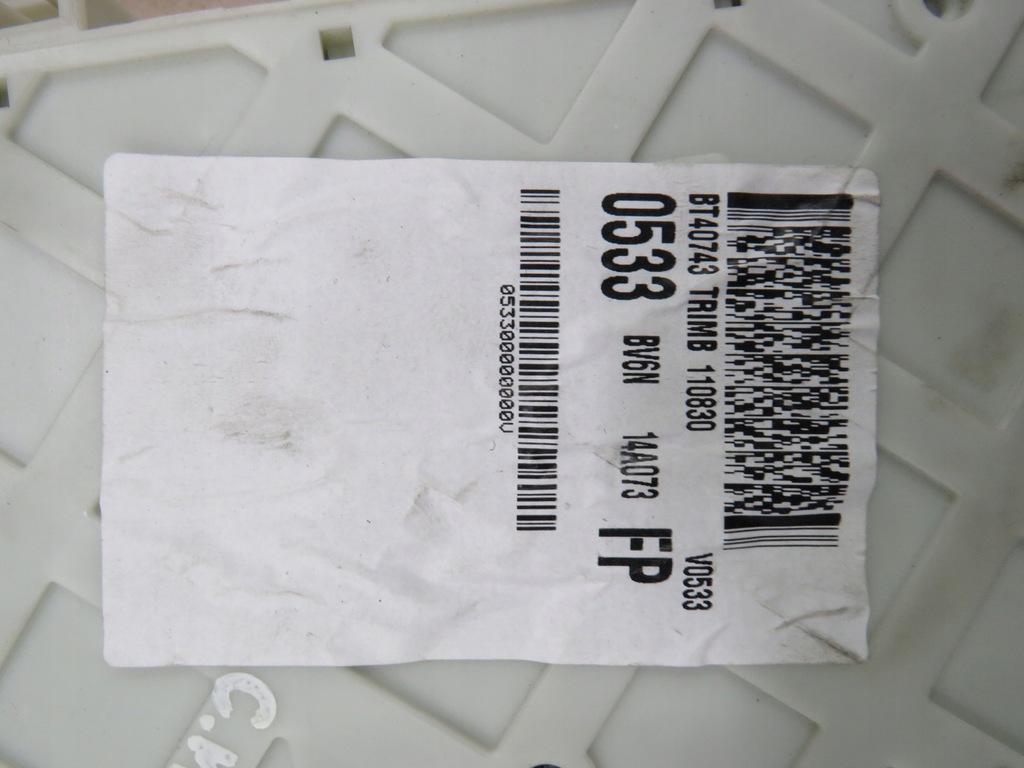 BT40743 TRIMB 110830 V0533
0533 BV6N 14A073 FP
0533000000000V
C.